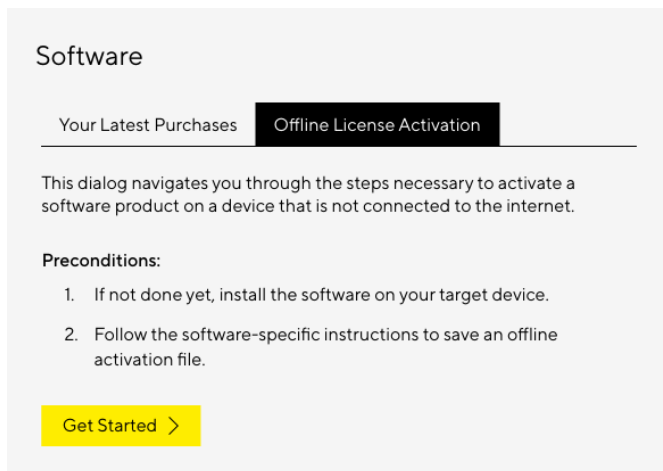 Software
Your Latest Purchases
Offline License Activation
This dialog navigates you through the steps necessary to activate a
software product on a device that is not connected to the internet.
Preconditions:
1. If not done yet, install the software on your target device.
2. Follow the software-specific instructions to save an offline
activation file.
Get Started